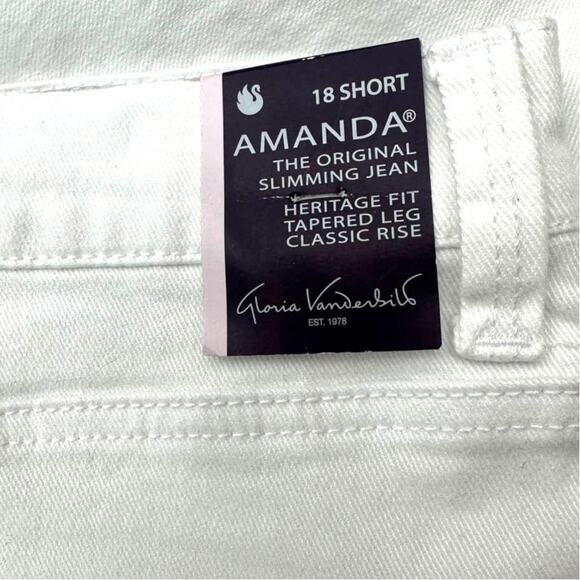 18 SHORT
AMANDA®
THE ORIGINAL
SLIMMING JEAN
HERITAGE FIT
TAPERED LEG
CLASSIC RISE
Gloria Vanderbilt
EST. 1978